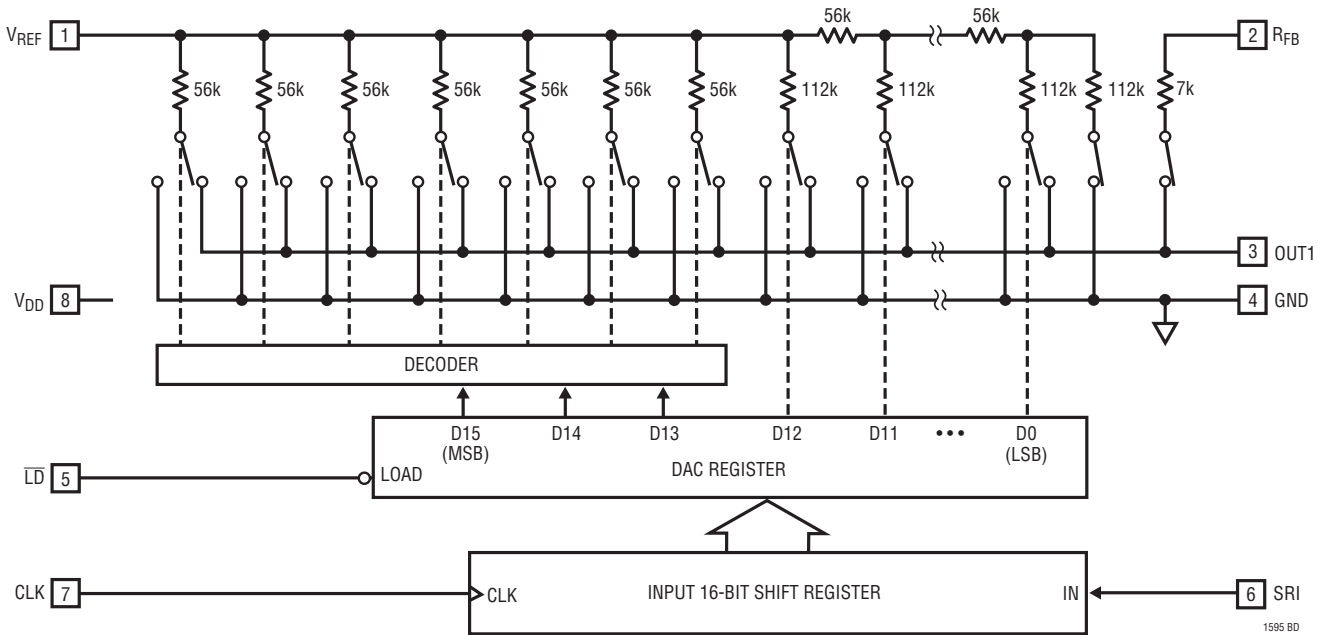 56k 56k
VREF 1 2 RFB
56k 56k 56k 56k 56k 56k 56k 112k 112k 112k 112k 7k
3 OUT1
VDD 8 4 GND
DECODER
D15 D14 D13 D12 D11 ••• D0
(MSB) (LSB)
LD 5 LOAD DAC REGISTER
CLK 7 CLK INPUT 16-BIT SHIFT REGISTER IN 6 SRI
1595 BD